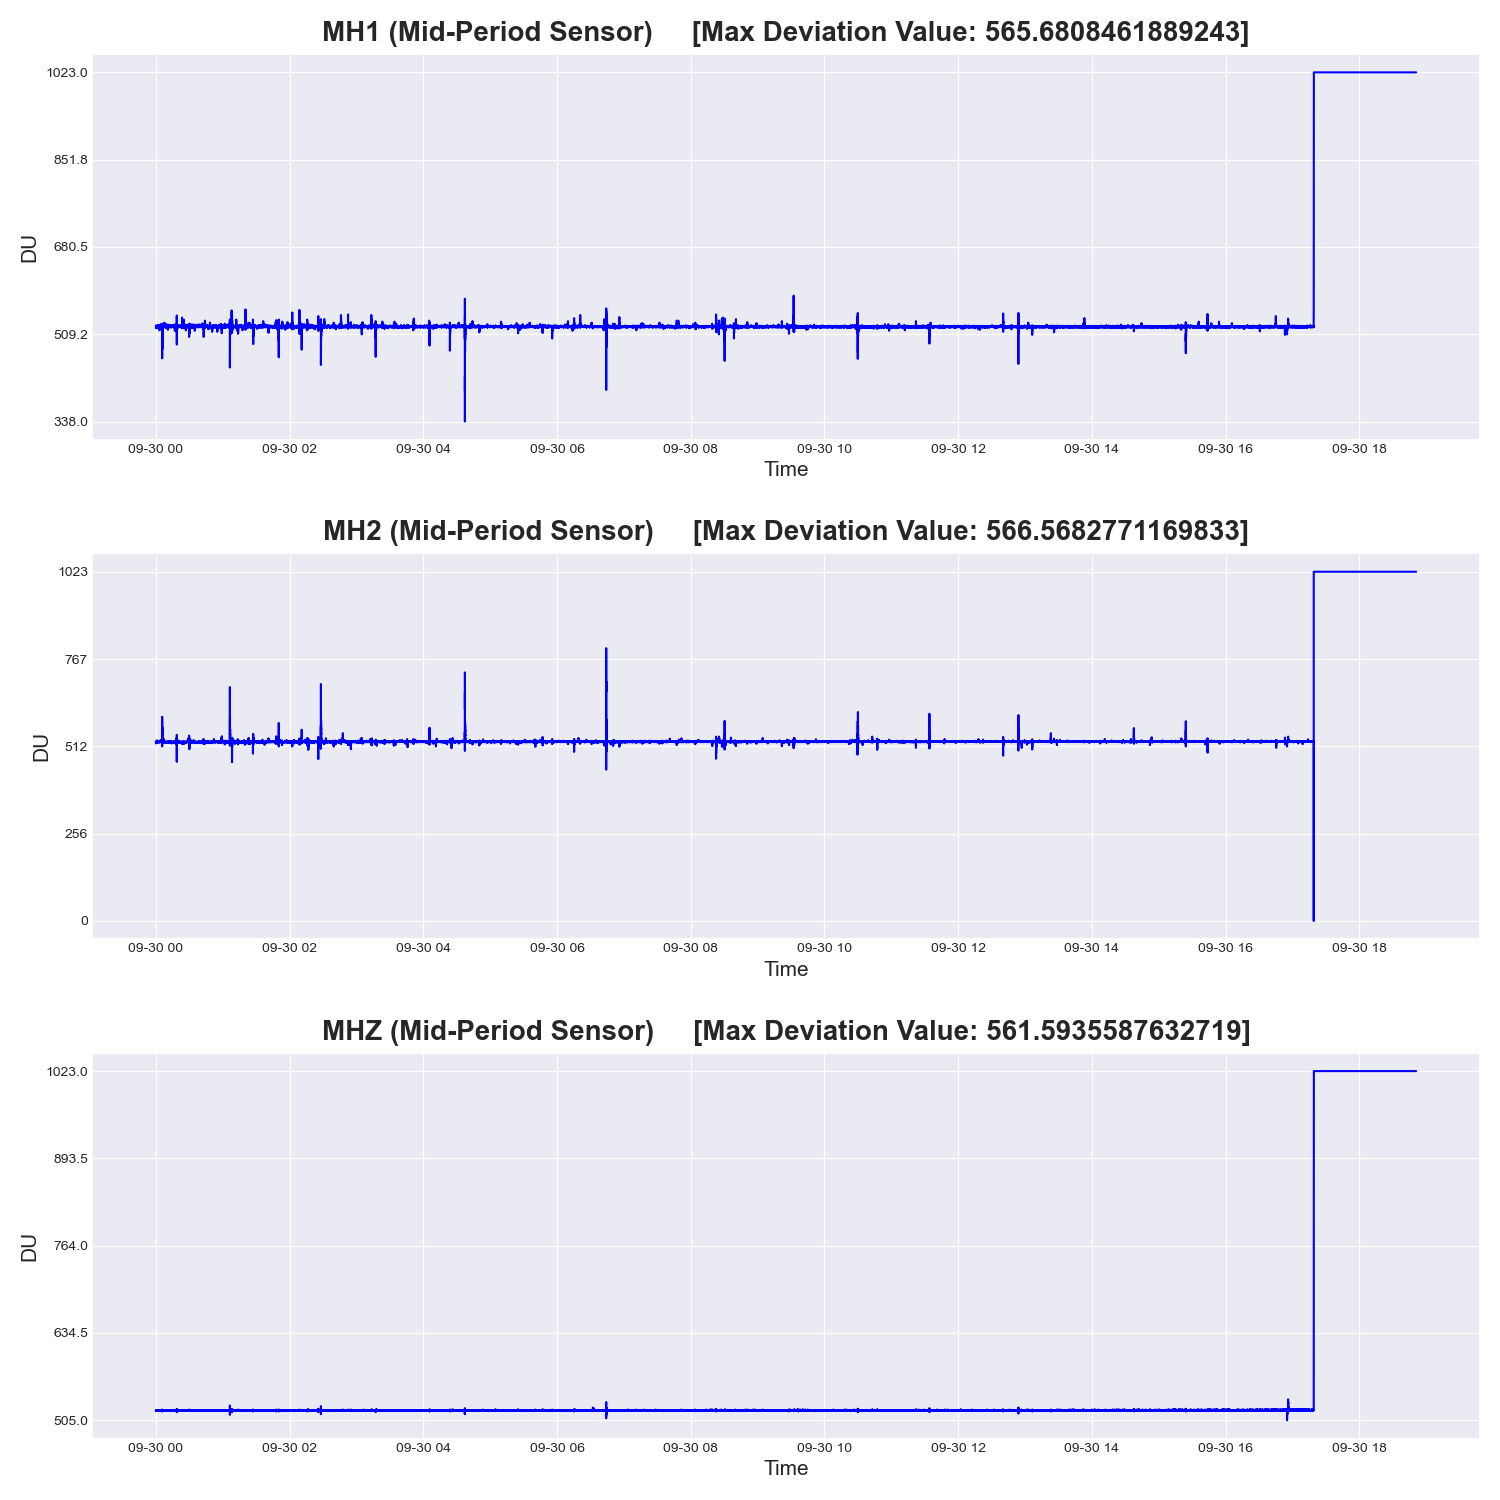 MH1 (Mid-Period Sensor) [Max Deviation Value: 565.6808461889243]
1023.0
851.8
680.5
509.2
338.0
DU
09-30 00 09-30 02 09-30 04 09-30 06 09-30 08 09-30 10 09-30 12 09-30 14 09-30 16 09-30 18
Time
MH2 (Mid-Period Sensor) [Max Deviation Value: 566.5682771169833]
1023
767
512
256
0
DU
09-30 00 09-30 02 09-30 04 09-30 06 09-30 08 09-30 10 09-30 12 09-30 14 09-30 16 09-30 18
Time
MHZ (Mid-Period Sensor) [Max Deviation Value: 561.5935587632719]
1023.0
893.5
764.0
634.5
505.0
DU
09-30 00 09-30 02 09-30 04 09-30 06 09-30 08 09-30 10 09-30 12 09-30 14 09-30 16 09-30 18
Time